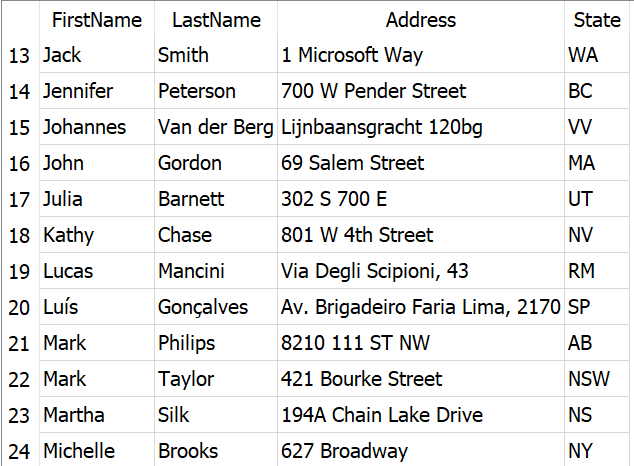 FirstName LastName Address State
13 Jack Smith 1 Microsoft Way WA
14 Jennifer Peterson 700 W Pender Street BC
15 Johannes Van der Berg Lijnbaansgracht 120bg VV
16 John Gordon 69 Salem Street MA
17 Julia Barnett 302 S 700 E UT
18 Kathy Chase 801 W 4th Street NV
19 Lucas Mancini Via Degli Scipioni, 43 RM
20 Luís Gonçalves Av. Brigadeiro Faria Lima, 2170 SP
21 Mark Philips 8210 111 ST NW AB
22 Mark Taylor 421 Bourke Street NSW
23 Martha Silk 194A Chain Lake Drive NS
24 Michelle Brooks 627 Broadway NY